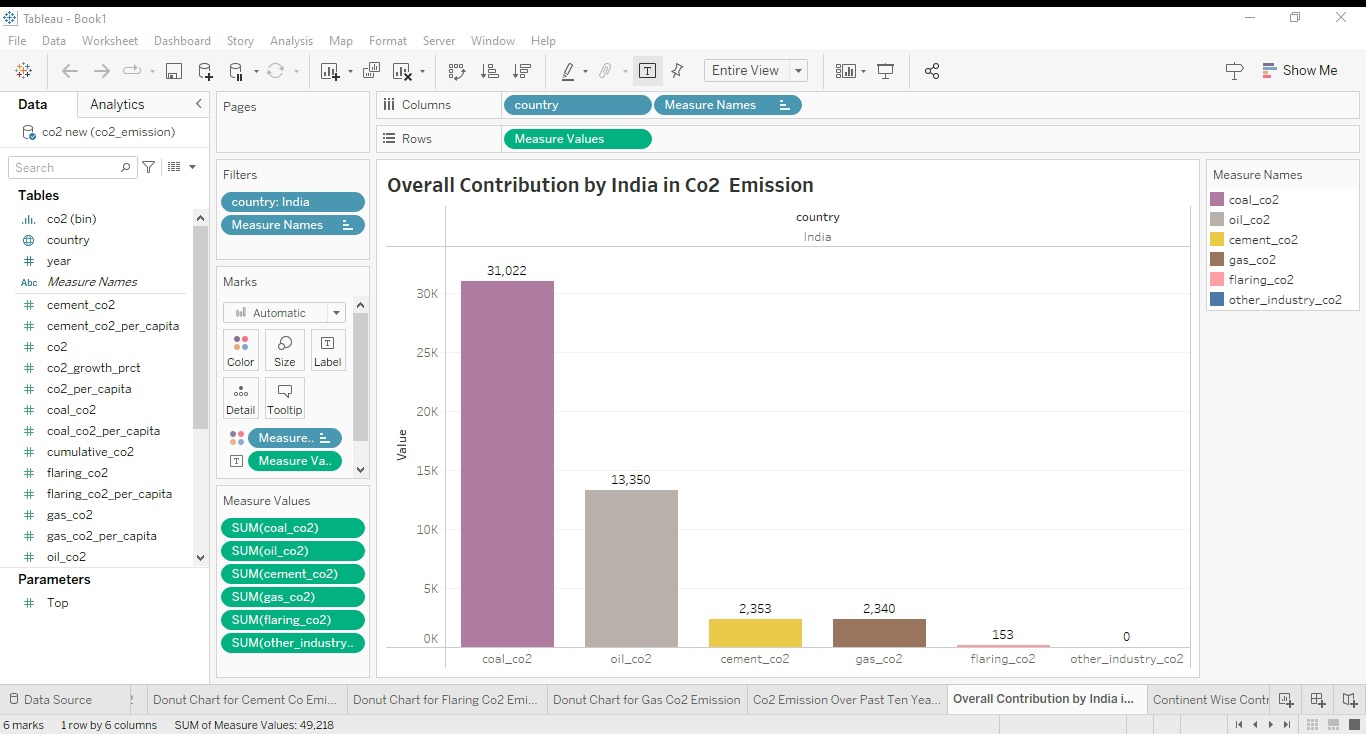 Tableau - Book1
File Data Worksheet Dashboard Story Analysis Map Format Server Window Help
Entire View
Show Me
Data Analytics
co2 new (co2_emission)
Search
Tables
co2 (bin)
country
year
Abc Measure Names
cement_co2
cement_co2_per_capita
co2
co2_growth_prct
co2_per_capita
coal_co2
coal_co2_per_capita
cumulative_co2
flaring_co2
flaring_co2_per_capita
gas_co2
gas_co2_per_capita
oil_co2
Parameters
Top
Pages
Filters
country: India
Measure Names
Marks
Automatic
Color Size Label
Detail Tooltip
Measure..
Measure Va..
Measure Values
SUM(coal_co2)
SUM(oil_co2)
SUM(cement_co2)
SUM(gas_co2)
SUM(flaring_co2)
SUM(other_industry..
Columns country Measure Names
Rows Measure Values
Overall Contribution by India in Co2 Emission
country
India
Value
30K
25K
20K
15K
10K
5K
0K
31,022
13,350
2,353
2,340
153
0
coal_co2 oil_co2 cement_co2 gas_co2 flaring_co2 other_industry_co2
Measure Names
coal_co2
oil_co2
cement_co2
gas_co2
flaring_co2
other_industry_co2
Data Source Donut Chart for Cement Co Emi... Donut Chart for Flaring Co2 Emi... Donut Chart for Gas Co2 Emission Co2 Emission Over Past Ten Yea... Overall Contribution by India i... Continent Wise Contr
6 marks 1 row by 6 columns SUM of Measure Values: 49,218